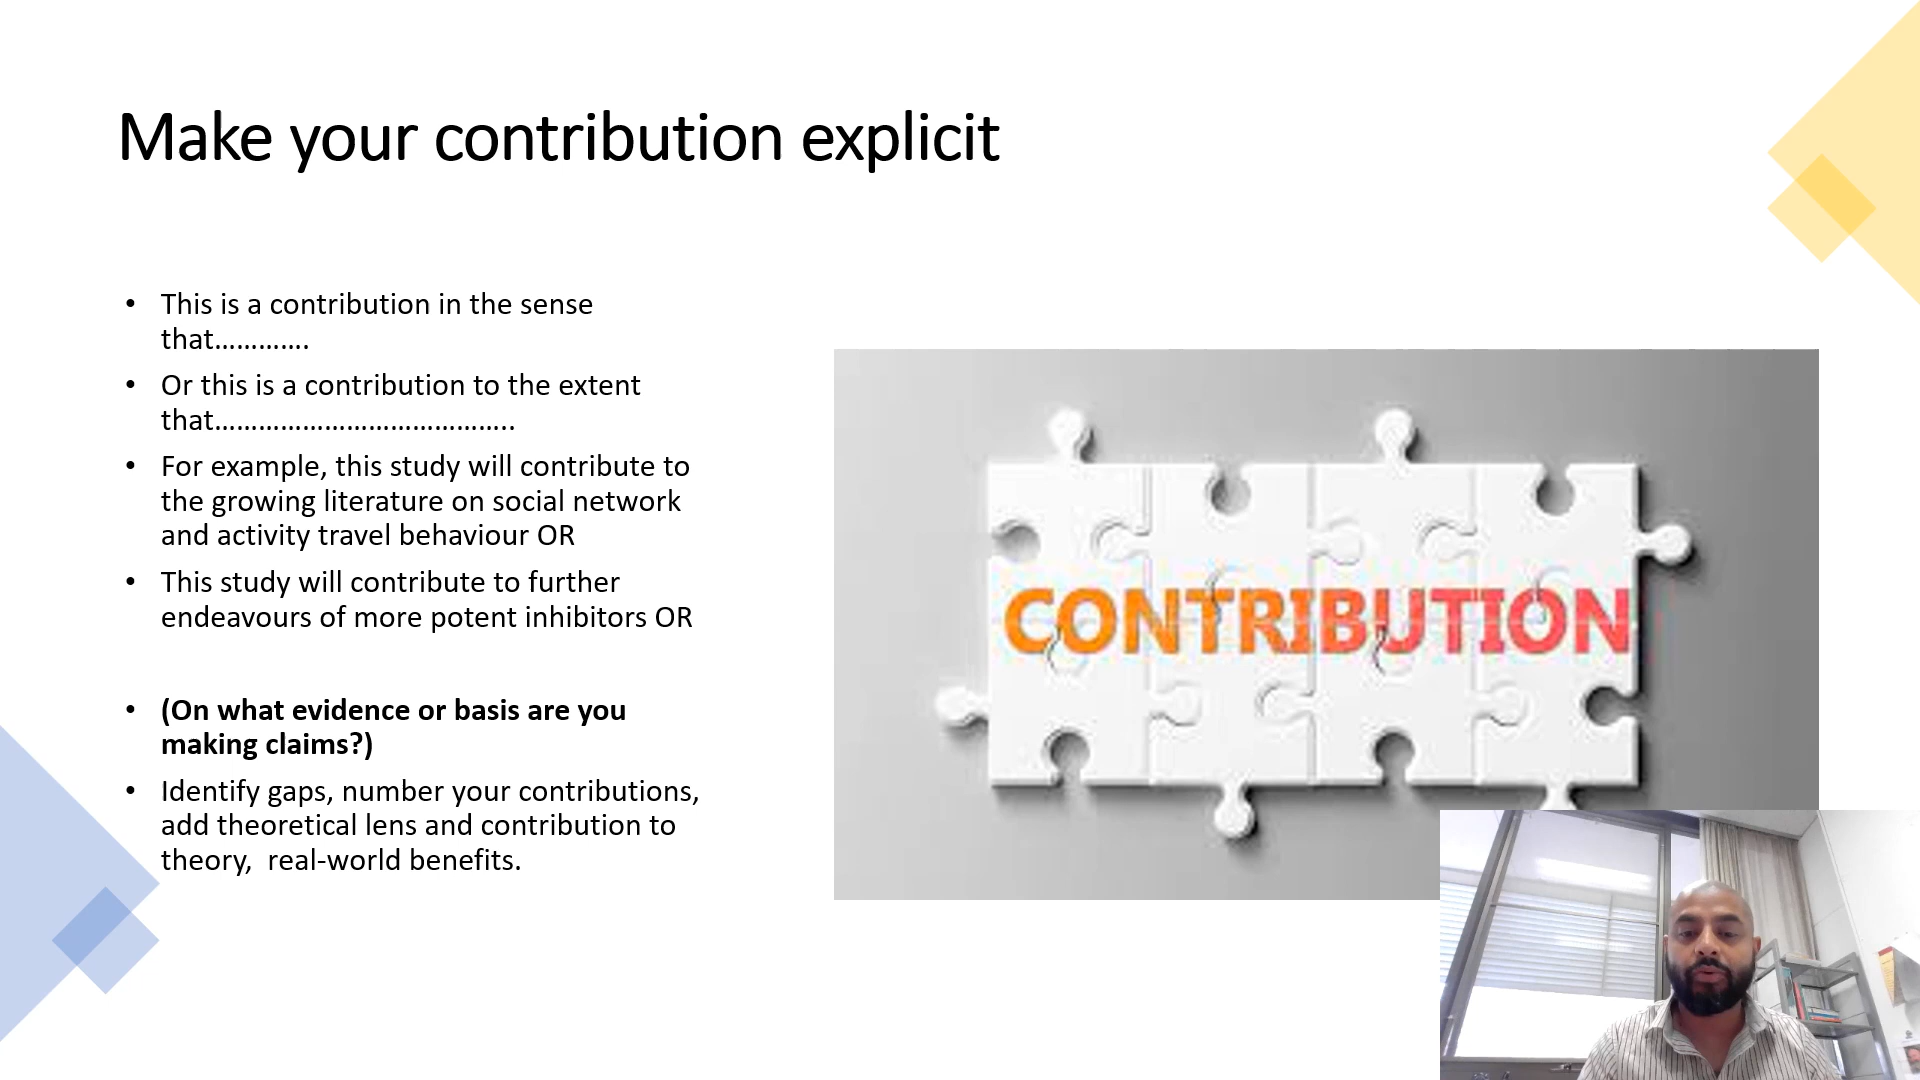 Make your contribution explicit
• This is a contribution in the sense
that………….
• Or this is a contribution to the extent
that…………………………………..
• For example, this study will contribute to
the growing literature on social network
and activity travel behaviour OR
• This study will contribute to further
endeavours of more potent inhibitors OR
• (On what evidence or basis are you
making claims?)
• Identify gaps, number your contributions,
add theoretical lens and contribution to
theory,  real-world benefits.
CONTRIBUTION